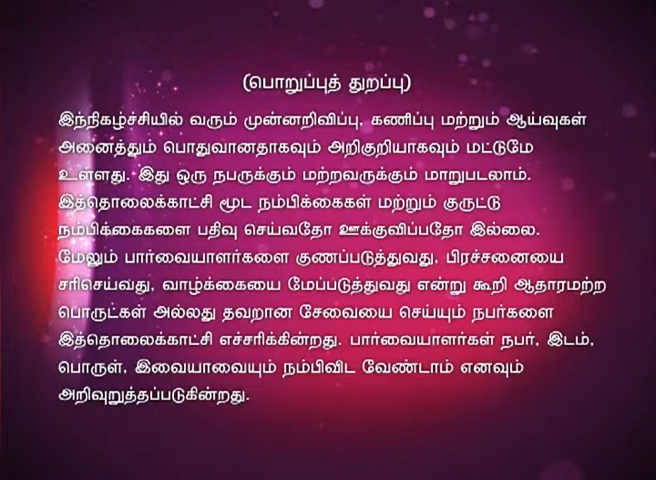 (பொறுப்புத் துறப்பு)
இந்நிகழ்ச்சியில் வரும் முன்னறிவிப்பு, கணிப்பு மற்றும் ஆய்வுகள்
அனைத்தும் பொதுவானதாகவும் அறிகுறியாகவும் மட்டுமே
உள்ளது. இது ஒரு நபருக்கும் மற்றவருக்கும் மாறுபடலாம்.
இத்தொலைக்காட்சி மூட நம்பிக்கைகள் மற்றும் குருட்டு
நம்பிக்கைகளை பதிவு செய்வதோ ஊக்குவிப்பதோ இல்லை.
மேலும் பார்வையாளர்களை குணப்படுத்துவது, பிரச்சனையை
சரிசெய்வது, வாழ்க்கையை மேப்படுத்துவது என்று கூறி ஆதாரமற்ற
பொருட்கள் அல்லது தவறான சேவையை செய்யும் நபர்களை
இத்தொலைக்காட்சி எச்சரிக்கின்றது. பார்வையாளர்கள் நபர், இடம்,
பொருள், இவையாவையும் நம்பிவிட வேண்டாம் எனவும்
அறிவுறுத்தப்படுகின்றது.